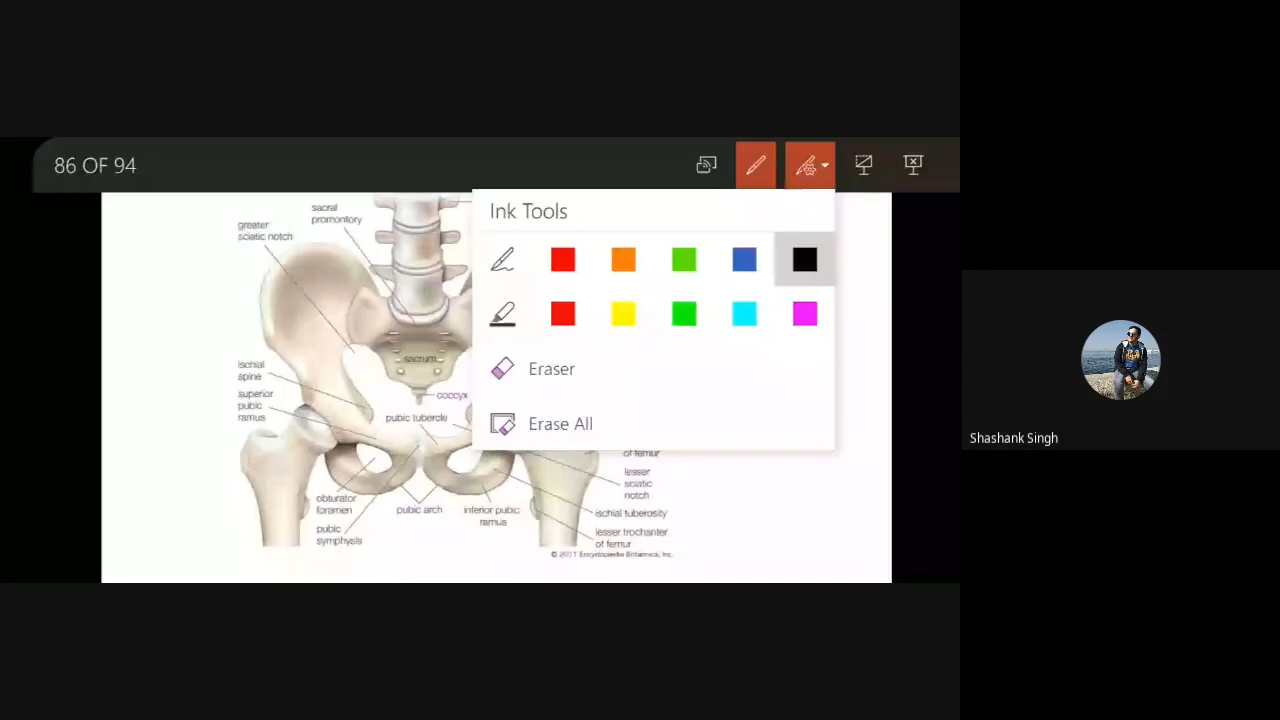 86 OF 94
Ink Tools
Eraser
Erase All
sacral
promontory
greater
sciatic notch
sacrum
ischial
spine
superior
pubic
ramus
coccyx
pubic tubercle
obturator
foramen
pubic
symphysis
pubic arch
inferior pubic
ramus
of femur
lesser
sciatic
notch
ischial tuberosity
lesser trochanter
of femur
© 2011 Encyclopædia Britannica, Inc.
Shashank Singh